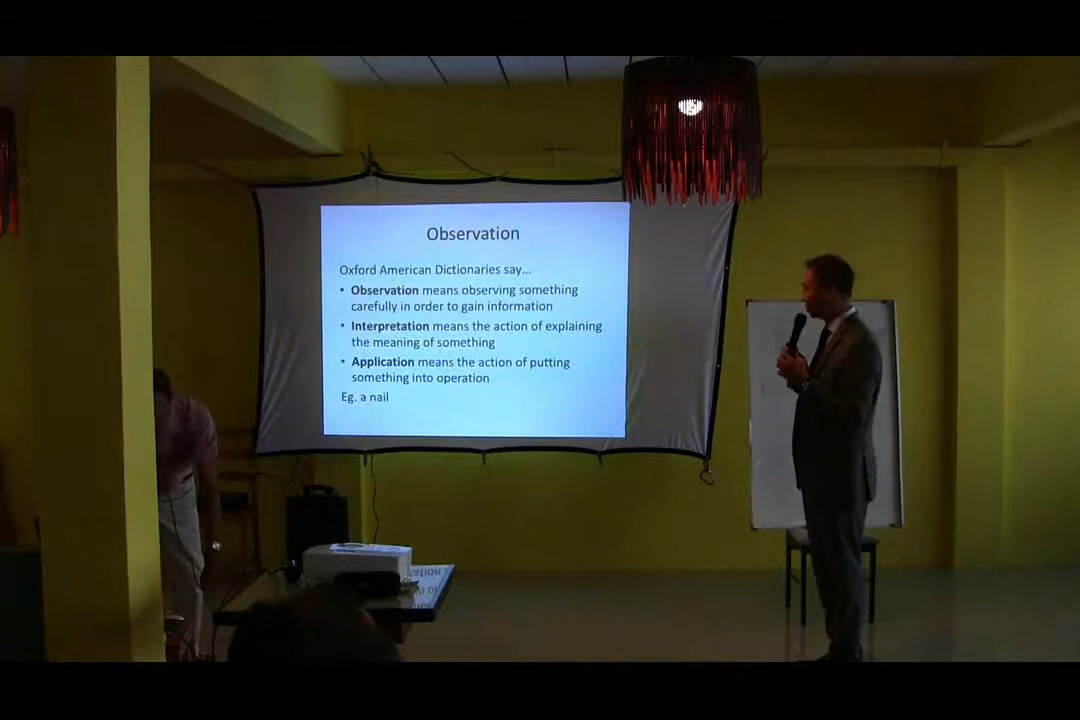 Observation
Oxford American Dictionaries say...
• Observation means observing something
carefully in order to gain information
• Interpretation means the action of explaining
the meaning of something
• Application means the action of putting
something into operation
Eg. a nail